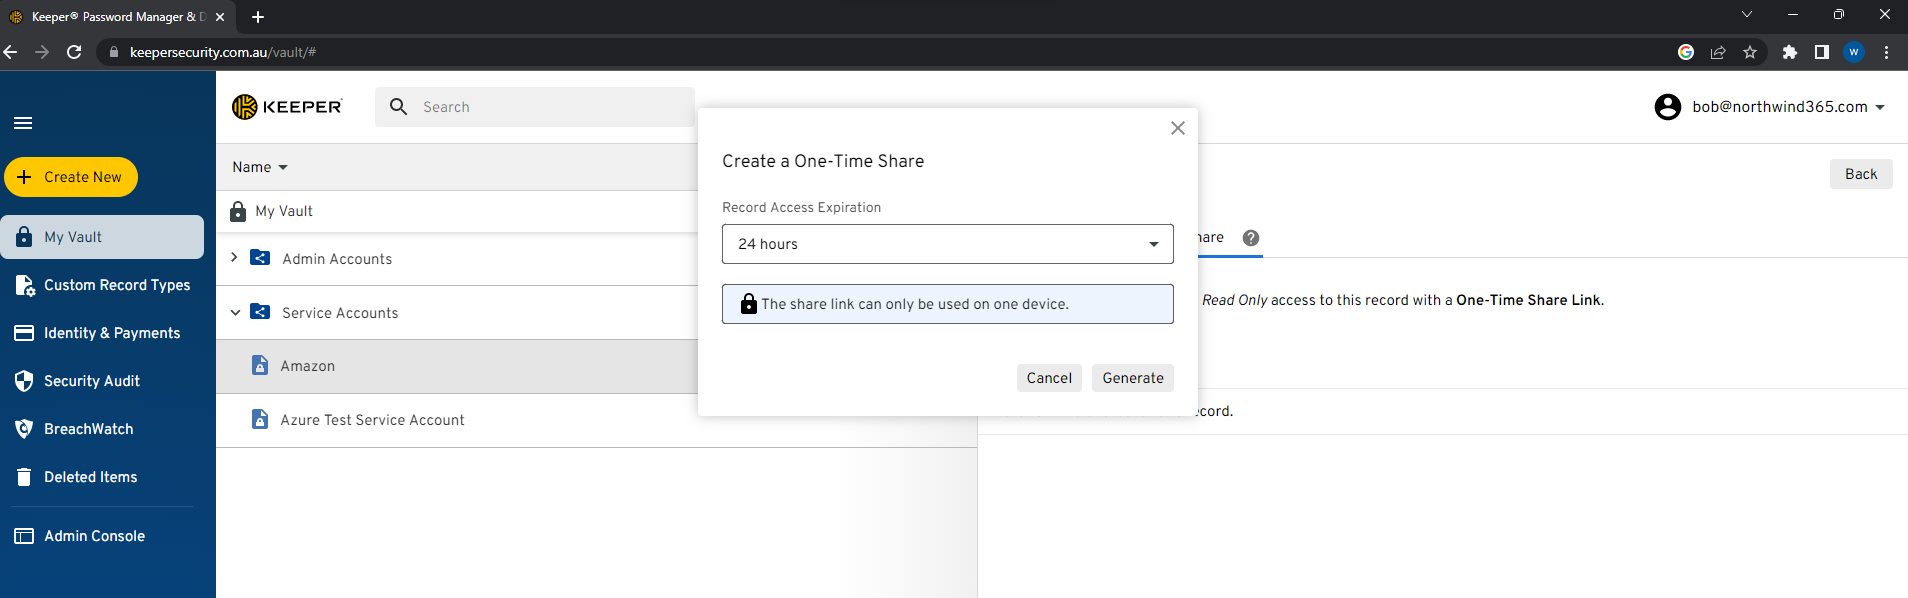 Keeper® Password Manager & D
keepersecurity.com.au/vault/#
W
KEEPER
Search
bob@northwind365.com
Create New
My Vault
Custom Record Types
Identity & Payments
Security Audit
BreachWatch
Deleted Items
Admin Console
Name
My Vault
Admin Accounts
Service Accounts
Amazon
Azure Test Service Account
Create a One-Time Share
Record Access Expiration
24 hours
The share link can only be used on one device.
Cancel
Generate
Back
hare
?
Read Only access to this record with a One-Time Share Link.
cord.